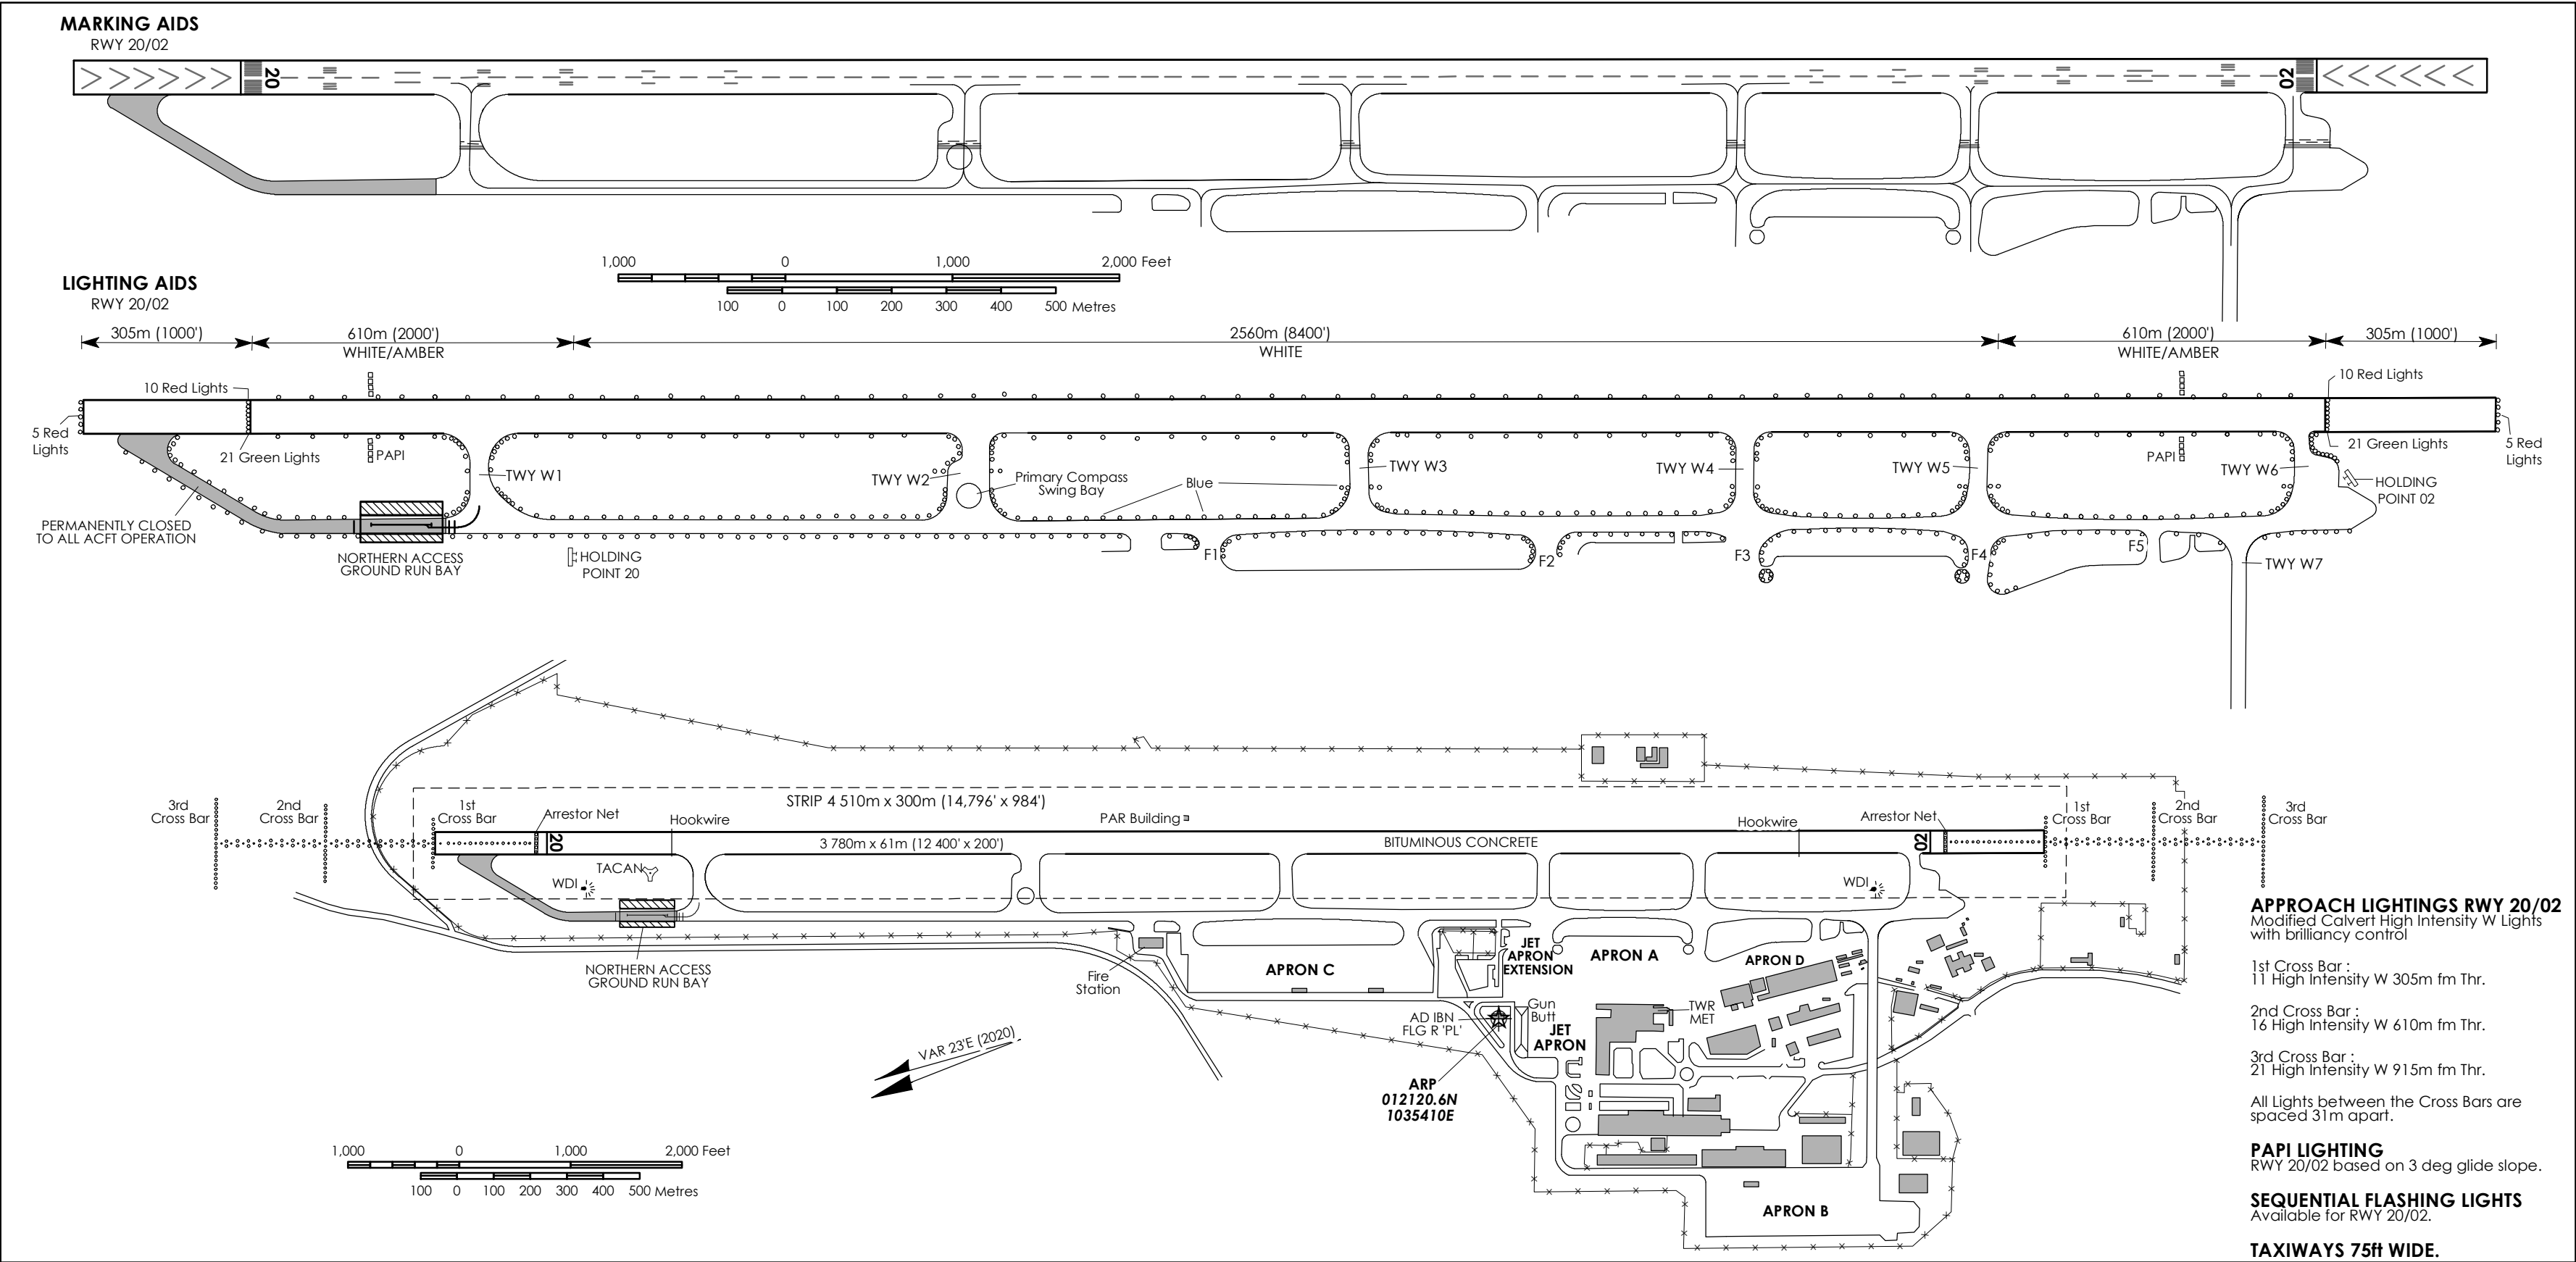 MARKING AIDS
RWY 20/02
20
02
1,000 0 1,000 2,000 Feet
100 0 100 200 300 400 500 Metres
LIGHTING AIDS
RWY 20/02
305m (1000')
610m (2000')
WHITE/AMBER
2560m (8400')
WHITE
610m (2000')
WHITE/AMBER
305m (1000')
10 Red Lights
5 Red
Lights
21 Green Lights
PAPI
TWY W1
TWY W2
Primary Compass
Swing Bay
Blue
TWY W3
TWY W4
TWY W5
PAPI
TWY W6
10 Red Lights
21 Green Lights
5 Red
Lights
HOLDING
POINT 02
PERMANENTLY CLOSED
TO ALL ACFT OPERATION
NORTHERN ACCESS
GROUND RUN BAY
HOLDING
POINT 20
F1
F2
F3
F4
F5
TWY W7
3rd
Cross Bar
2nd
Cross Bar
1st
Cross Bar
Arrestor Net
Hookwire
STRIP 4 510m x 300m (14,796' x 984')
PAR Building
Hookwire
Arrestor Net
1st
Cross Bar
2nd
Cross Bar
3rd
Cross Bar
20
3 780m x 61m (12 400' x 200')
BITUMINOUS CONCRETE
02
TACAN
WDI
WDI
NORTHERN ACCESS
GROUND RUN BAY
Fire
Station
APRON C
JET
APRON
EXTENSION
APRON A
APRON D
Gun
Butt
AD IBN
FLG R 'PL'
JET
APRON
TWR
MET
ARP
012120.6N
1035410E
VAR 23'E (2020)
APRON B
1,000 0 1,000 2,000 Feet
100 0 100 200 300 400 500 Metres
APPROACH LIGHTINGS RWY 20/02
Modified Calvert High Intensity W Lights
with brilliancy control
1st Cross Bar :
11 High Intensity W 305m fm Thr.
2nd Cross Bar :
16 High Intensity W 610m fm Thr.
3rd Cross Bar :
21 High Intensity W 915m fm Thr.
All Lights between the Cross Bars are
spaced 31m apart.
PAPI LIGHTING
RWY 20/02 based on 3 deg glide slope.
SEQUENTIAL FLASHING LIGHTS
Available for RWY 20/02.
TAXIWAYS 75ft WIDE.